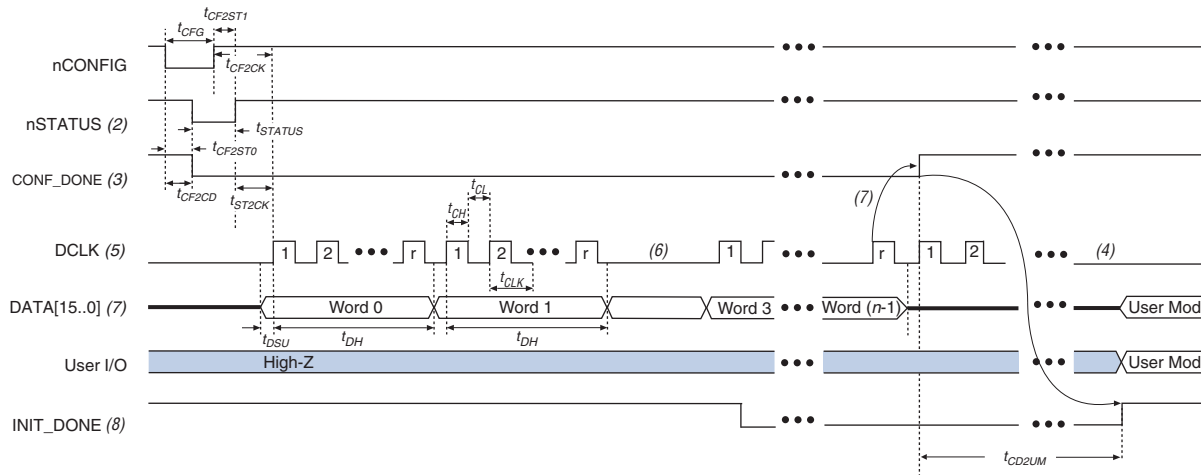 tCF2ST1
tCFG
nCONFIG
tCF2CK
nSTATUS (2)
tSTATUS
tCF2ST0
CONF_DONE (3)
tCF2CD
tST2CK
tCL
tCH
(7)
DCLK (5)
1 2 r 1 2 r (6) 1 r 1 2 (4)
tCLK
DATA[15..0] (7)
Word 0 Word 1 Word 3 Word (n-1) User Mod
tDSU tDH tDH
User I/O High-Z User Mod
INIT_DONE (8)
tCD2UM